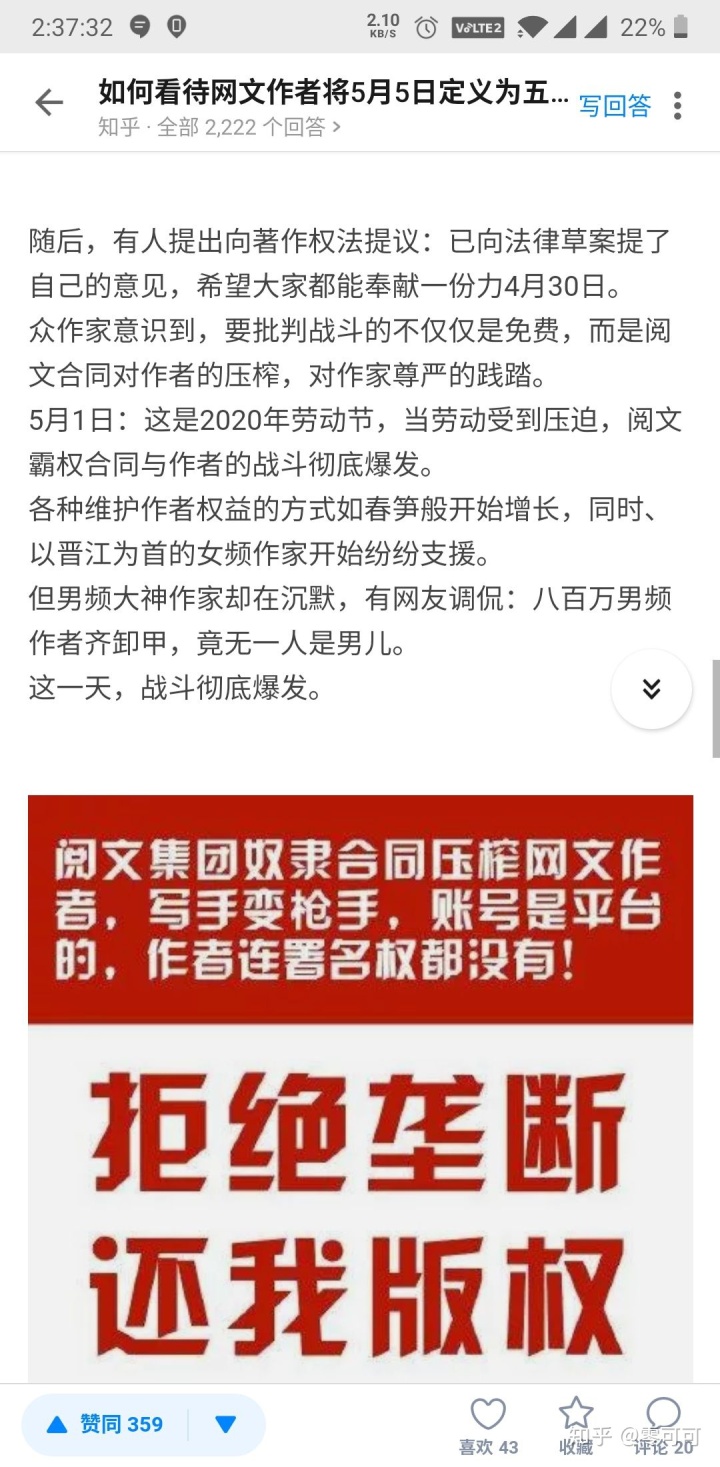 2:37:32
2.10
KB/S
VoLTE2
22%
如何看待网文作者将5月5日定义为五...
写回答
知乎 · 全部 2,222 个回答 >
随后，有人提出向著作权法提议：已向法律草案提了
自己的意见，希望大家都能奉献一份力4月30日。
众作家意识到，要批判战斗的不仅仅是免费，而是阅
文合同对作者的压榨，对作家尊严的践踏。
5月1日：这是2020年劳动节，当劳动受到压迫，阅文
霸权合同与作者的战斗彻底爆发。
各种维护作者权益的方式如春笋般开始增长，同时、
以晋江为首的女频作家开始纷纷支援。
但男频大神作家却在沉默，有网友调侃：八百万男频
作者齐卸甲，竟无一人是男儿。
这一天，战斗彻底爆发。
阅文集团奴隶合同压榨网文作
者，写手变枪手，账号是平台
的，作者连署名权都没有！
拒绝垄断
还我版权
赞同 359
喜欢 43
收藏
评论 20
知乎 @零可可